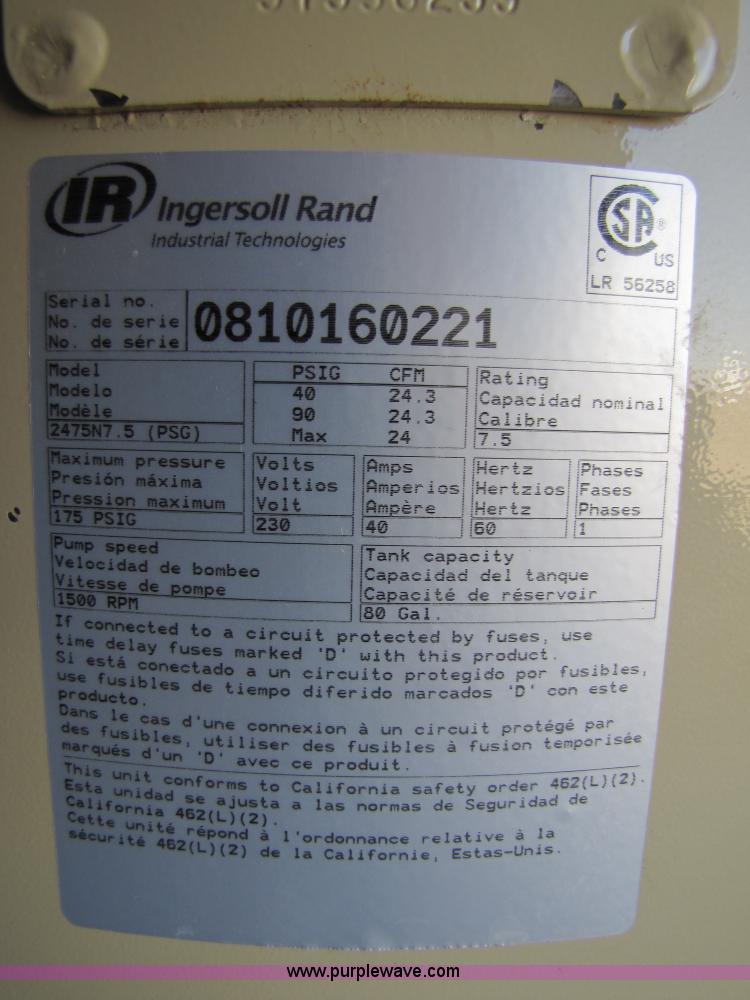 IR Ingersoll Rand
Industrial Technologies
SA ®
C US
LR 56258
Serial no.
No. de serie
No. de série
0810160221
Model
Modelo
Modèle
2475N7.5 (PSG)
PSIG CFM
40 24.3
90 24.3
Max 24
Rating
Capacidad nominal
Calibre
7.5
Maximum pressure
Presión máxima
Pression maximum
175 PSIG
Volts
Voltios
Volt
230
Amps
Amperios
Ampère
40
Hertz
Hertzios
Hertz
60
Phases
Fases
Phases
1
Pump speed
Velocidad de bombeo
Vitesse de pompe
1500 RPM
Tank capacity
Capacidad del tanque
Capacité de réservoir
80 Gal.
If connected to a circuit protected by fuses, use
time delay fuses marked 'D' with this product.
Si está conectado a un circuito protegido por fusibles,
use fusibles de tiempo diferido marcados 'D' con este
producto.
Dans le cas d'une connexion à un circuit protégé par
des fusibles, utiliser des fusibles à fusion temporisée
marqués d'un 'D' avec ce produit.
This unit conforms to California safety order 462(L)(2).
Esta unidad se ajusta a las normas de Seguridad de
California 462(L)(2).
Cette unité répond à l'ordonnance relative à la
sécurité 462(L)(2) de la Californie, Estas-Unis.
www.purplewave.com